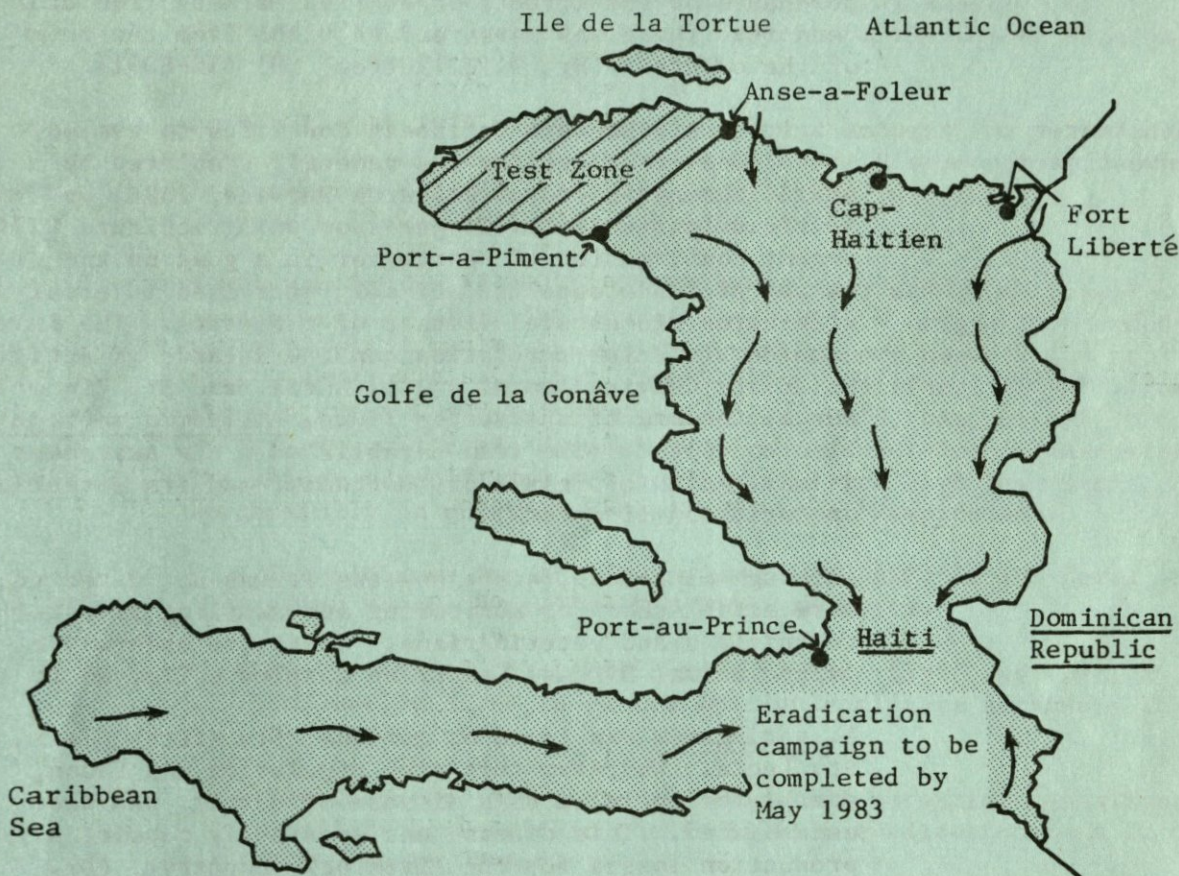 Ile de la Tortue
Atlantic Ocean
Anse-a-Foleur
Test Zone
Cap-
Haitien
Fort
Liberté
Port-a-Piment
Golfe de la Gonâve
Port-au-Prince
Haiti
Dominican
Republic
Eradication
campaign to be
completed by
May 1983
Caribbean
Sea